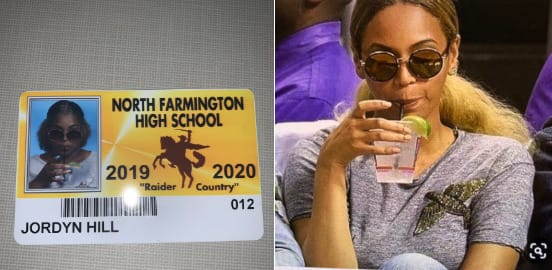 NORTH FARMINGTON
HIGH SCHOOL
2019 2020
"Raider Country"
012
JORDYN HILL